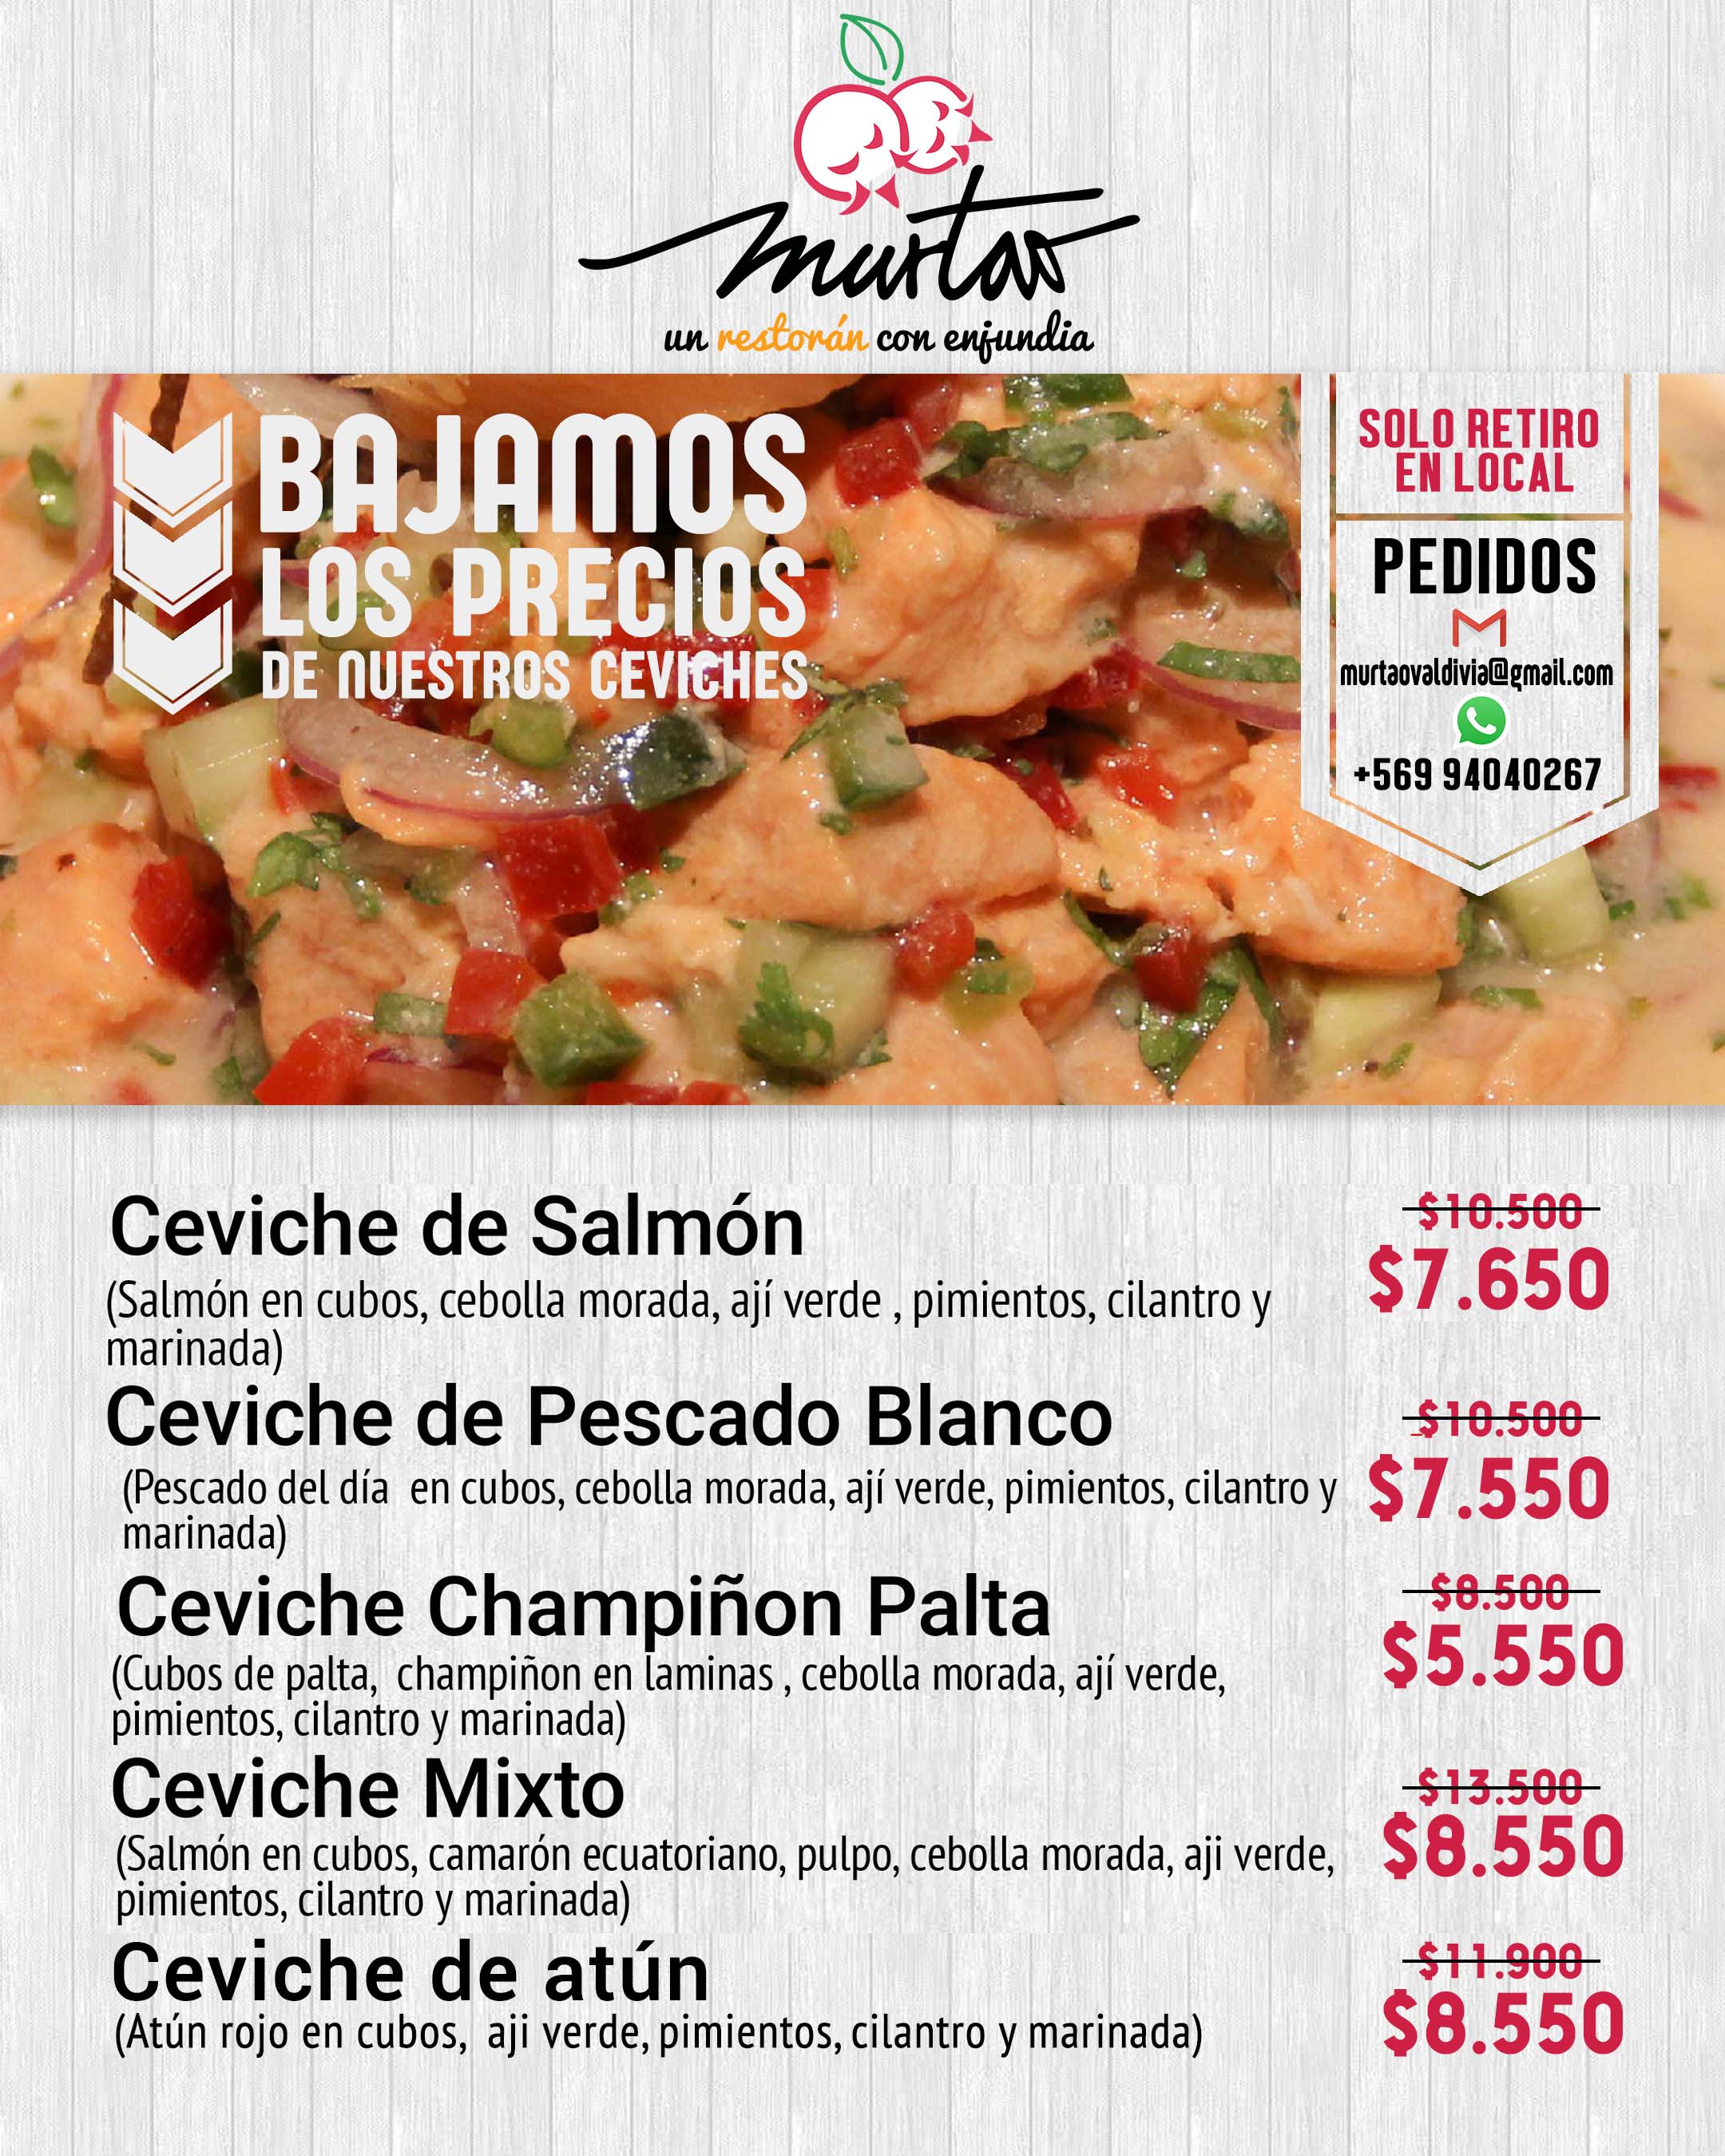 murtao
un restorán con enjundia
BAJAMOS
LOS PRECIOS
DE NUESTROS CEVICHES
SOLO RETIRO
EN LOCAL
PEDIDOS
murtaovaldivia@gmail.com
+569 94040267
Ceviche de Salmón
$10.500
$7.650
(Salmón en cubos, cebolla morada, ají verde , pimientos, cilantro y
marinada)
Ceviche de Pescado Blanco
$10.500
$7.550
(Pescado del día en cubos, cebolla morada, ají verde, pimientos, cilantro y
marinada)
Ceviche Champiñon Palta
$8.500
$5.550
(Cubos de palta, champiñon en laminas , cebolla morada, ají verde,
pimientos, cilantro y marinada)
Ceviche Mixto
$13.500
$8.550
(Salmón en cubos, camarón ecuatoriano, pulpo, cebolla morada, aji verde,
pimientos, cilantro y marinada)
Ceviche de atún
$11.900
$8.550
(Atún rojo en cubos, aji verde, pimientos, cilantro y marinada)